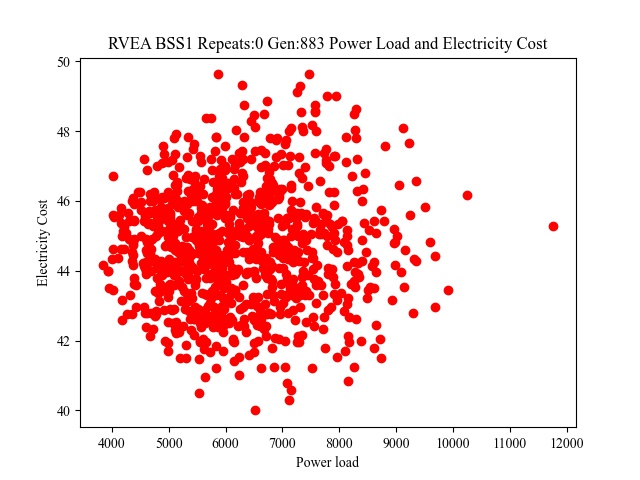 RVEA BSS1 Repeats:0 Gen:883 Power Load and Electricity Cost
50
48
46
44
42
40
Electricity Cost
4000 5000 6000 7000 8000 9000 10000 11000 12000
Power load